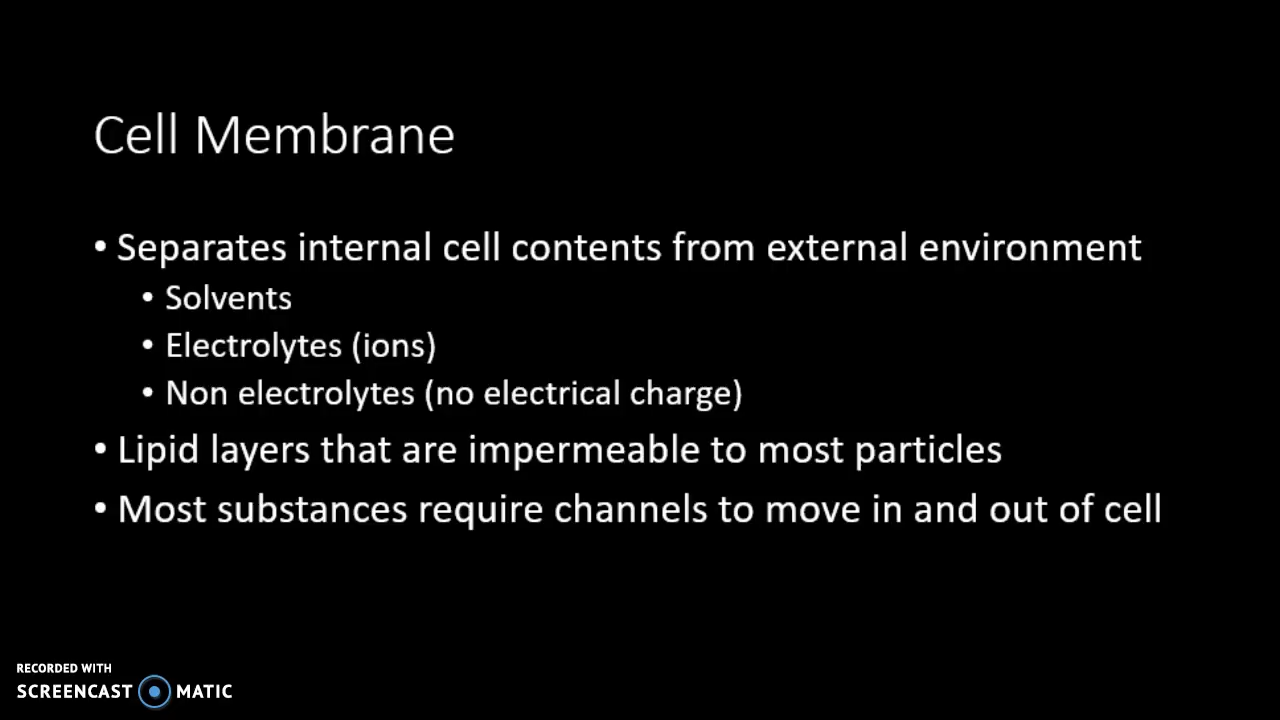 Cell Membrane
• Separates internal cell contents from external environment
• Solvents
• Electrolytes (ions)
• Non electrolytes (no electrical charge)
• Lipid layers that are impermeable to most particles
• Most substances require channels to move in and out of cell
RECORDED WITH
SCREENCAST MATIC